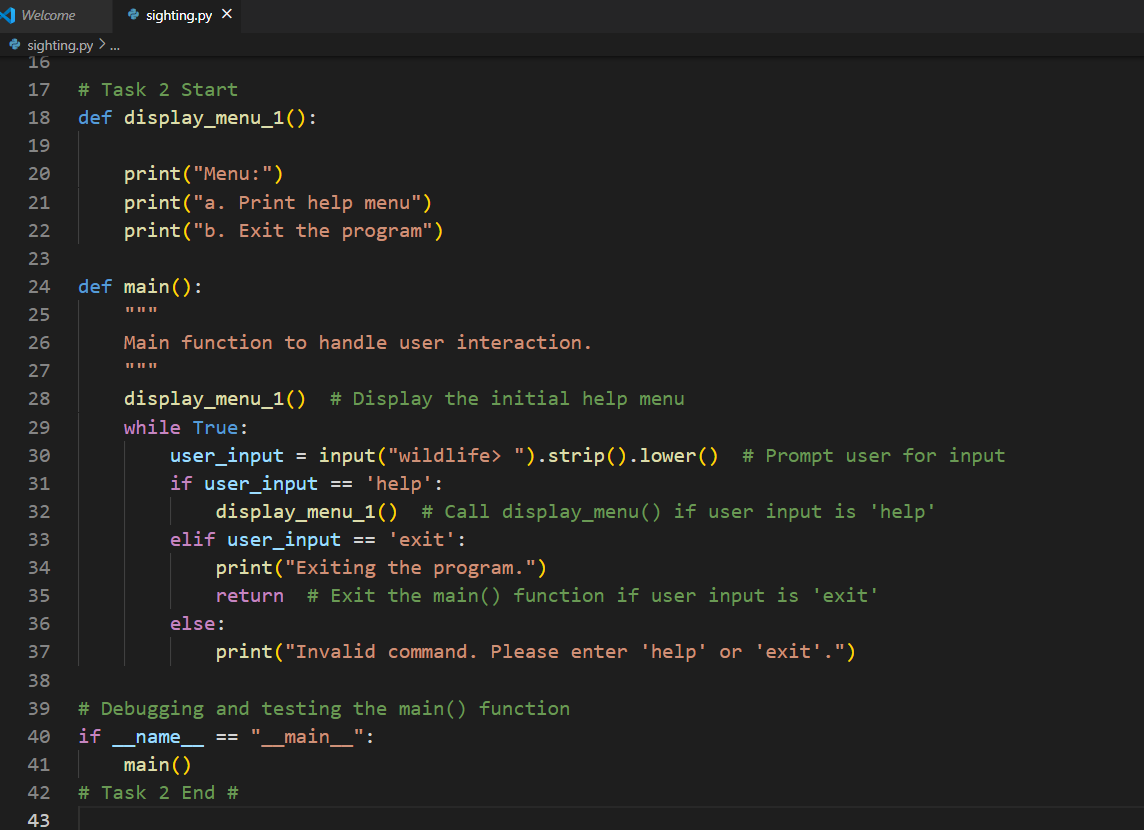 Welcome
sighting.py ×
sighting.py > ...
16
17 # Task 2 Start
18 def display_menu_1():
19
20     print("Menu:")
21     print("a. Print help menu")
22     print("b. Exit the program")
23
24 def main():
25     """
26     Main function to handle user interaction.
27     """
28     display_menu_1()  # Display the initial help menu
29     while True:
30         user_input = input("wildlife> ").strip().lower()  # Prompt user for input
31         if user_input == 'help':
32             display_menu_1()  # Call display_menu() if user input is 'help'
33         elif user_input == 'exit':
34             print("Exiting the program.")
35             return  # Exit the main() function if user input is 'exit'
36         else:
37             print("Invalid command. Please enter 'help' or 'exit'.")
38
39 # Debugging and testing the main() function
40 if __name__ == "__main__":
41     main()
42 # Task 2 End #
43